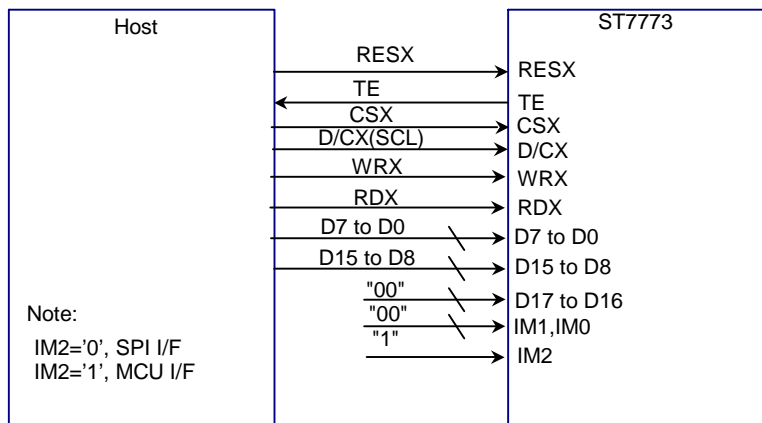 Host
ST7773
RESX
RESX
TE
TE
CSX
CSX
D/CX(SCL)
D/CX
WRX
WRX
RDX
RDX
D7 to D0
D7 to D0
D15 to D8
D15 to D8
"00"
D17 to D16
"00"
IM1,IM0
"1"
IM2
Note:
IM2='0', SPI I/F
IM2='1', MCU I/F